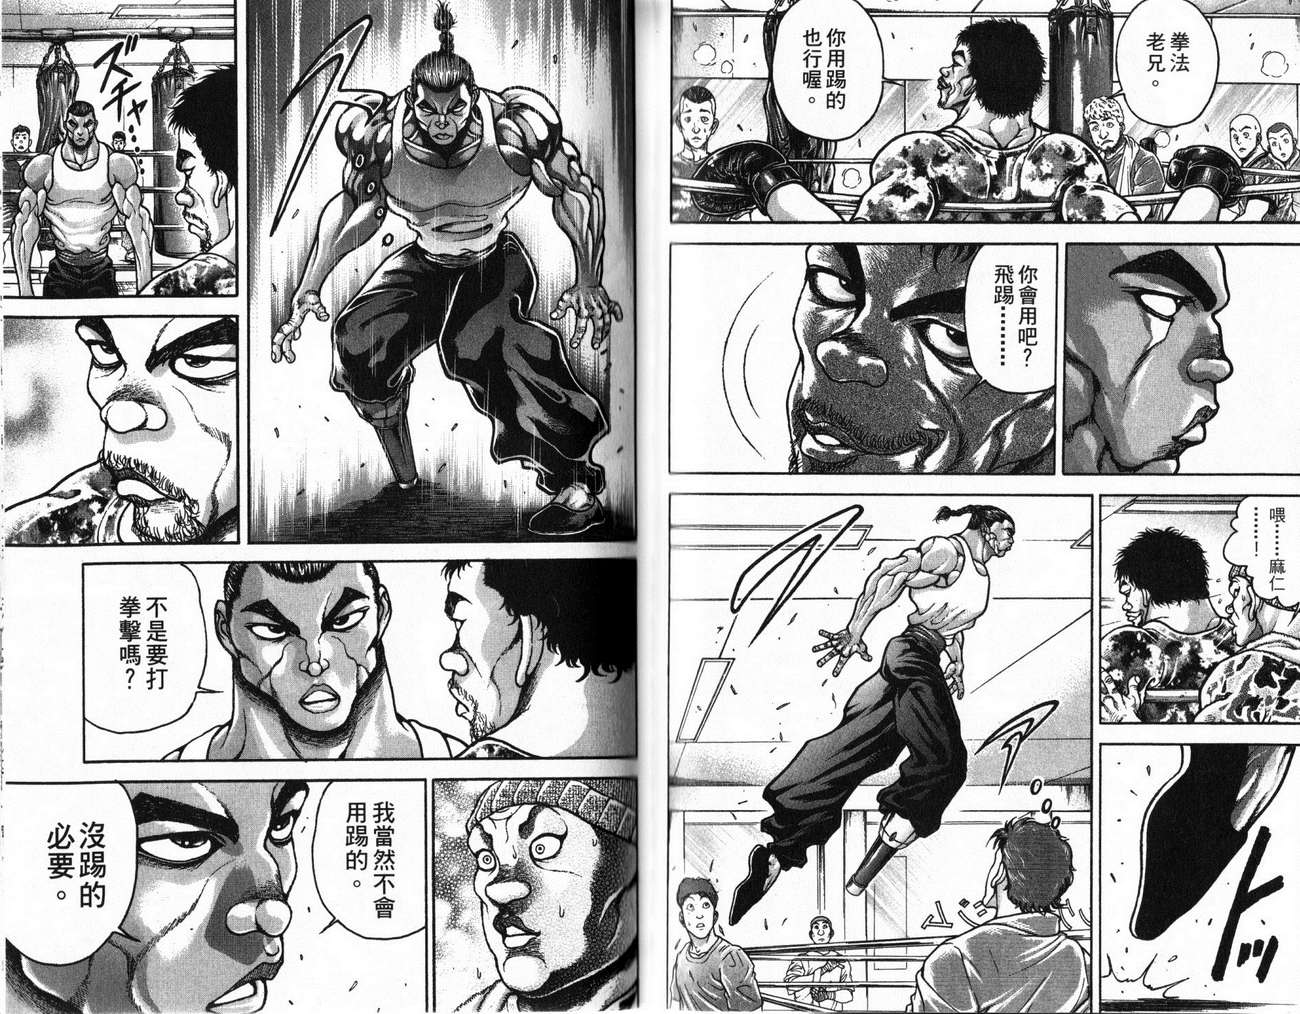 拳法
老兄。
你用踢的
也行喔。
你會用吧？
飛踢…………
喂……麻仁
………！
トッ
ズチャ…
不是要打
拳擊嗎？
我當然不會
用踢的。
沒踢的
必要。